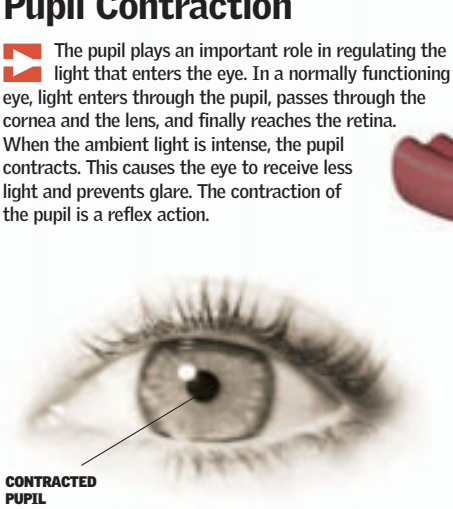 Pupil Contraction
The pupil plays an important role in regulating the
light that enters the eye. In a normally functioning
eye, light enters through the pupil, passes through the
cornea and the lens, and finally reaches the retina.
When the ambient light is intense, the pupil
contracts. This causes the eye to receive less
light and prevents glare. The contraction of
the pupil is a reflex action.
CONTRACTED
PUPIL